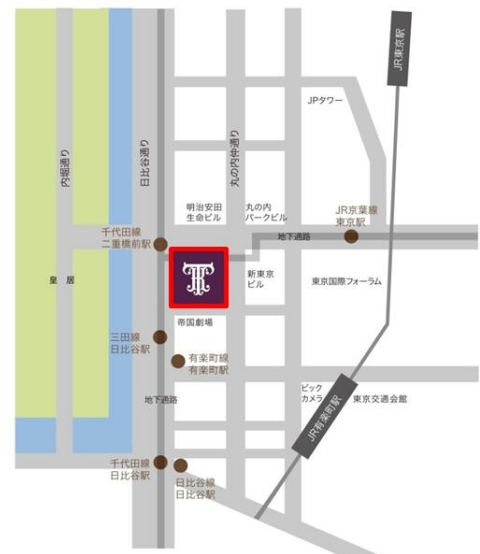 JR東京駅
JPタワー
内堀通り
日比谷通り
丸の内仲通り
明治安田
生命ビル
丸の内
パークビル
JR京葉線
東京駅
千代田線
二重橋前駅
地下通路
皇居
新東京
ビル
東京国際フォーラム
帝国劇場
三田線
日比谷駅
有楽町線
有楽町駅
ビック
カメラ
東京交通会館
地下通路
JR有楽町駅
千代田線
日比谷駅
日比谷線
日比谷駅